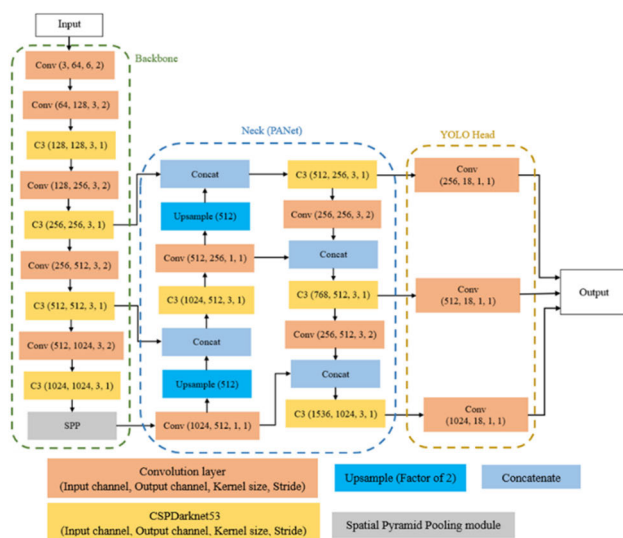 Input
Backbone
Conv (3, 64, 6, 2)
Conv (64, 128, 3, 2)
C3 (128, 128, 3, 1)
Conv (128, 256, 3, 2)
C3 (256, 256, 3, 1)
Conv (256, 512, 3, 2)
C3 (512, 512, 3, 1)
Conv (512, 1024, 3, 2)
C3 (1024, 1024, 3, 1)
SPP
Neck (PANet)
Concat
Upsample (512)
Conv (512, 256, 1, 1)
C3 (1024, 512, 3, 1)
Concat
Upsample (512)
Conv (1024, 512, 1, 1)
C3 (512, 256, 3, 1)
Conv (256, 256, 3, 2)
Concat
C3 (768, 512, 3, 1)
Conv (256, 512, 3, 2)
Concat
C3 (1536, 1024, 3, 1)
YOLO Head
Conv
(256, 18, 1, 1)
Conv
(512, 18, 1, 1)
Conv
(1024, 18, 1, 1)
Output
Convolution layer
(Input channel, Output channel, Kernel size, Stride)
Upsample (Factor of 2)
Concatenate
CSPDarknet53
(Input channel, Output channel, Kernel size, Stride)
Spatial Pyramid Pooling module